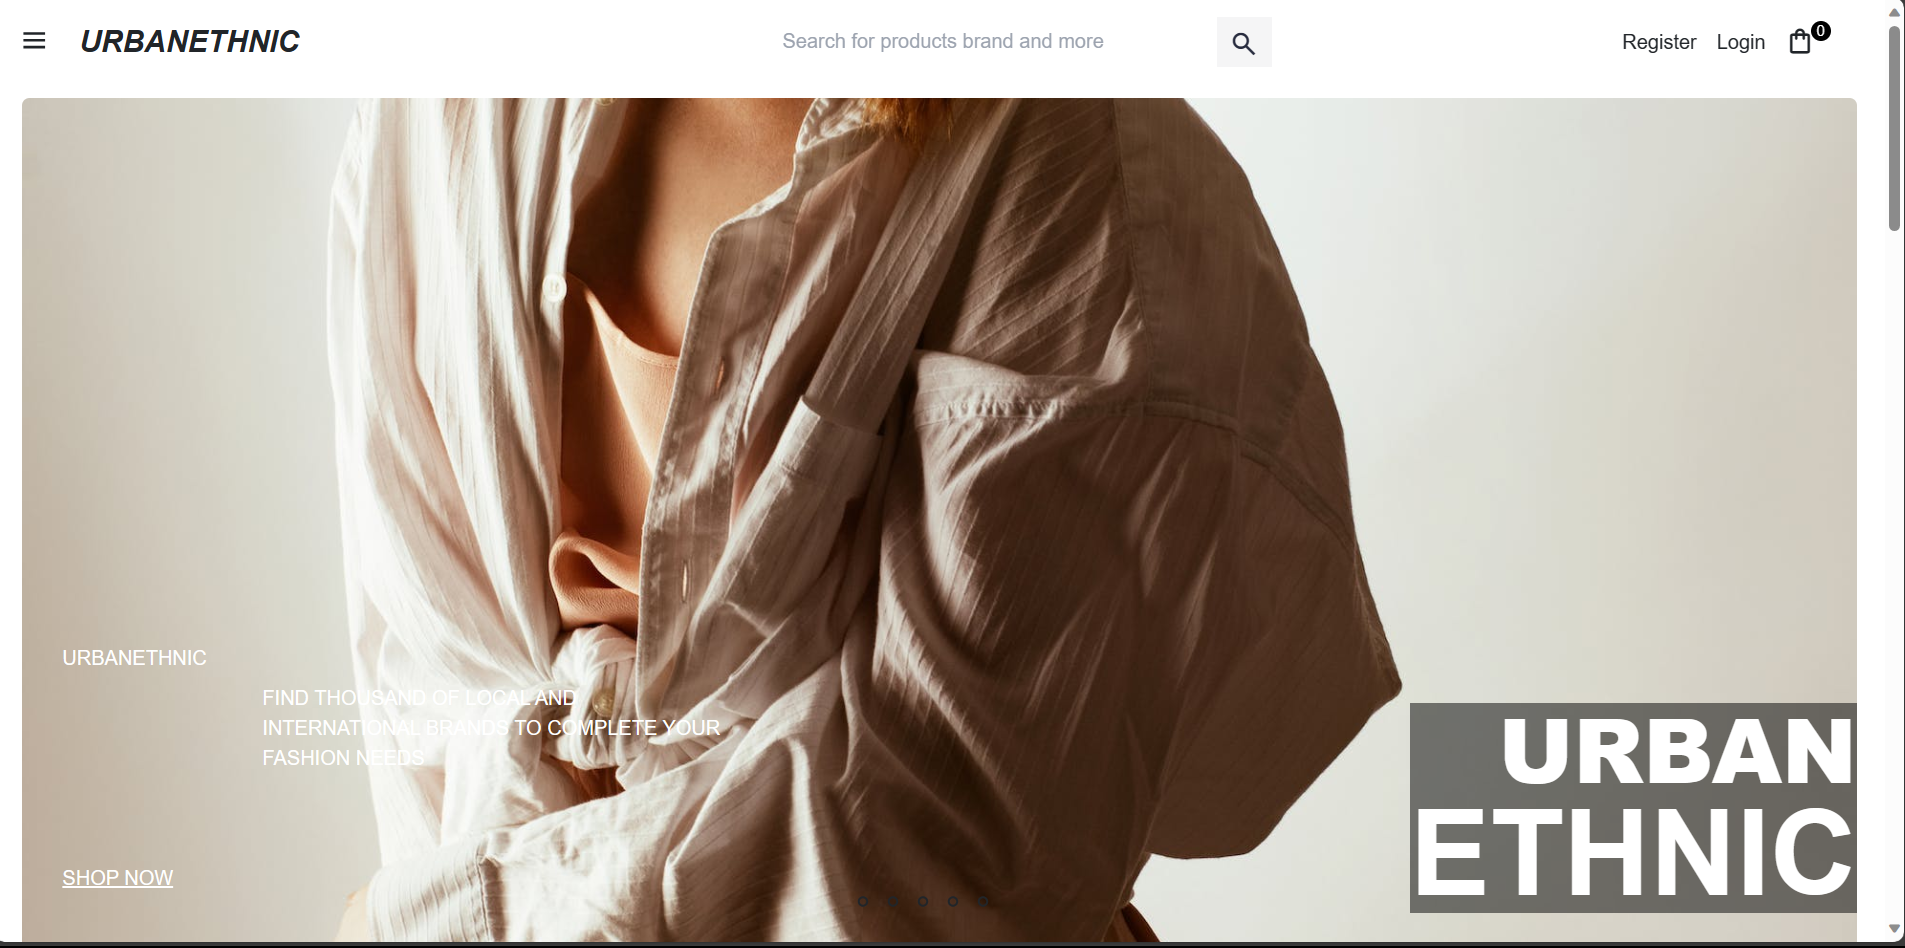 URBANETHNIC
Search for products brand and more
Register
Login
0
URBANETHNIC
FIND THOUSAND OF LOCAL AND
INTERNATIONAL BRANDS TO COMPLETE YOUR
FASHION NEEDS
SHOP NOW
URBAN
ETHNIC